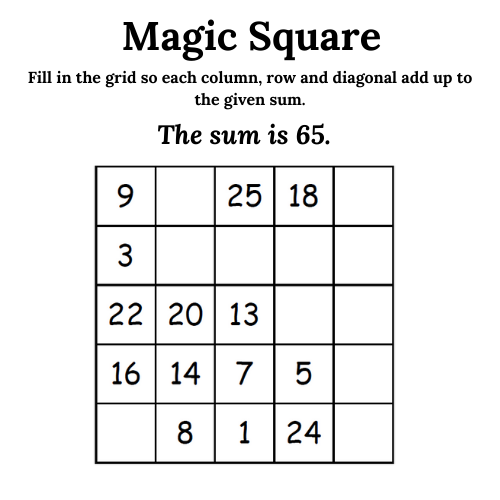 Magic Square
Fill in the grid so each column, row and diagonal add up to
the given sum.
The sum is 65.
9 25 18
3
22 20 13
16 14 7 5
8 1 24